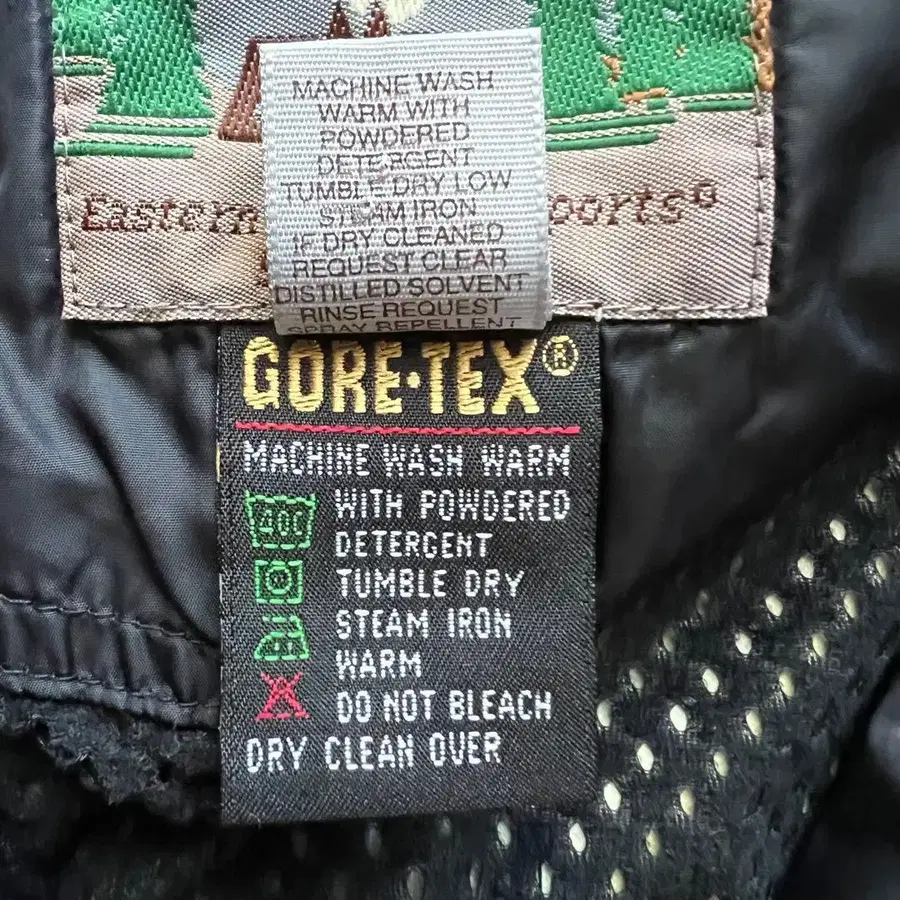 MACHINE WASH
WARM WITH
POWDERED
DETERGENT
TUMBLE DRY LOW
STEAM IRON
IF DRY CLEANED
REQUEST CLEAR
DISTILLED SOLVENT
RINSE REQUEST
SPRAY REPELLENT
Eastern ports®
GORE-TEX®
MACHINE WASH WARM
40C WITH POWDERED
DETERGENT
TUMBLE DRY
STEAM IRON
WARM
DO NOT BLEACH
DRY CLEAN OVER